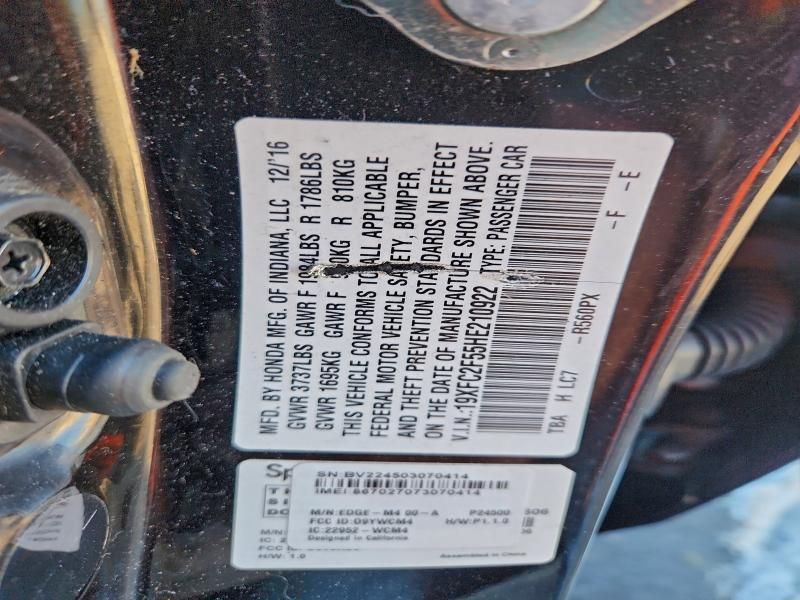 MFD. BY HONDA MFG. OF INDIANA, LLC 12/'16
GVWR 3737LBS GAWR F LBS R 1786LBS
GVWR 1695KG GAWR F R 810KG
THIS VEHICLE CONFORMS TO ALL APPLICABLE
FEDERAL MOTOR VEHICLE SAFETY, BUMPER,
AND THEFT PREVENTION STANDARDS IN EFFECT
ON THE DATE OF MANUFACTURE SHOWN ABOVE.
V.I.N.:19XFC2F55HE210922 TYPE: PASSENGER CAR
TBA H LC7 -R560PX -F -E
SN:BV224503070414
IMEI: 867027073070414
M/N:EDGE-M4 00-A P24500
FCC ID:O9YWCM4 H/W:P1.1.0
IC:22952-WCM4
Designed in California
H/W: 1.0 Assembled in China